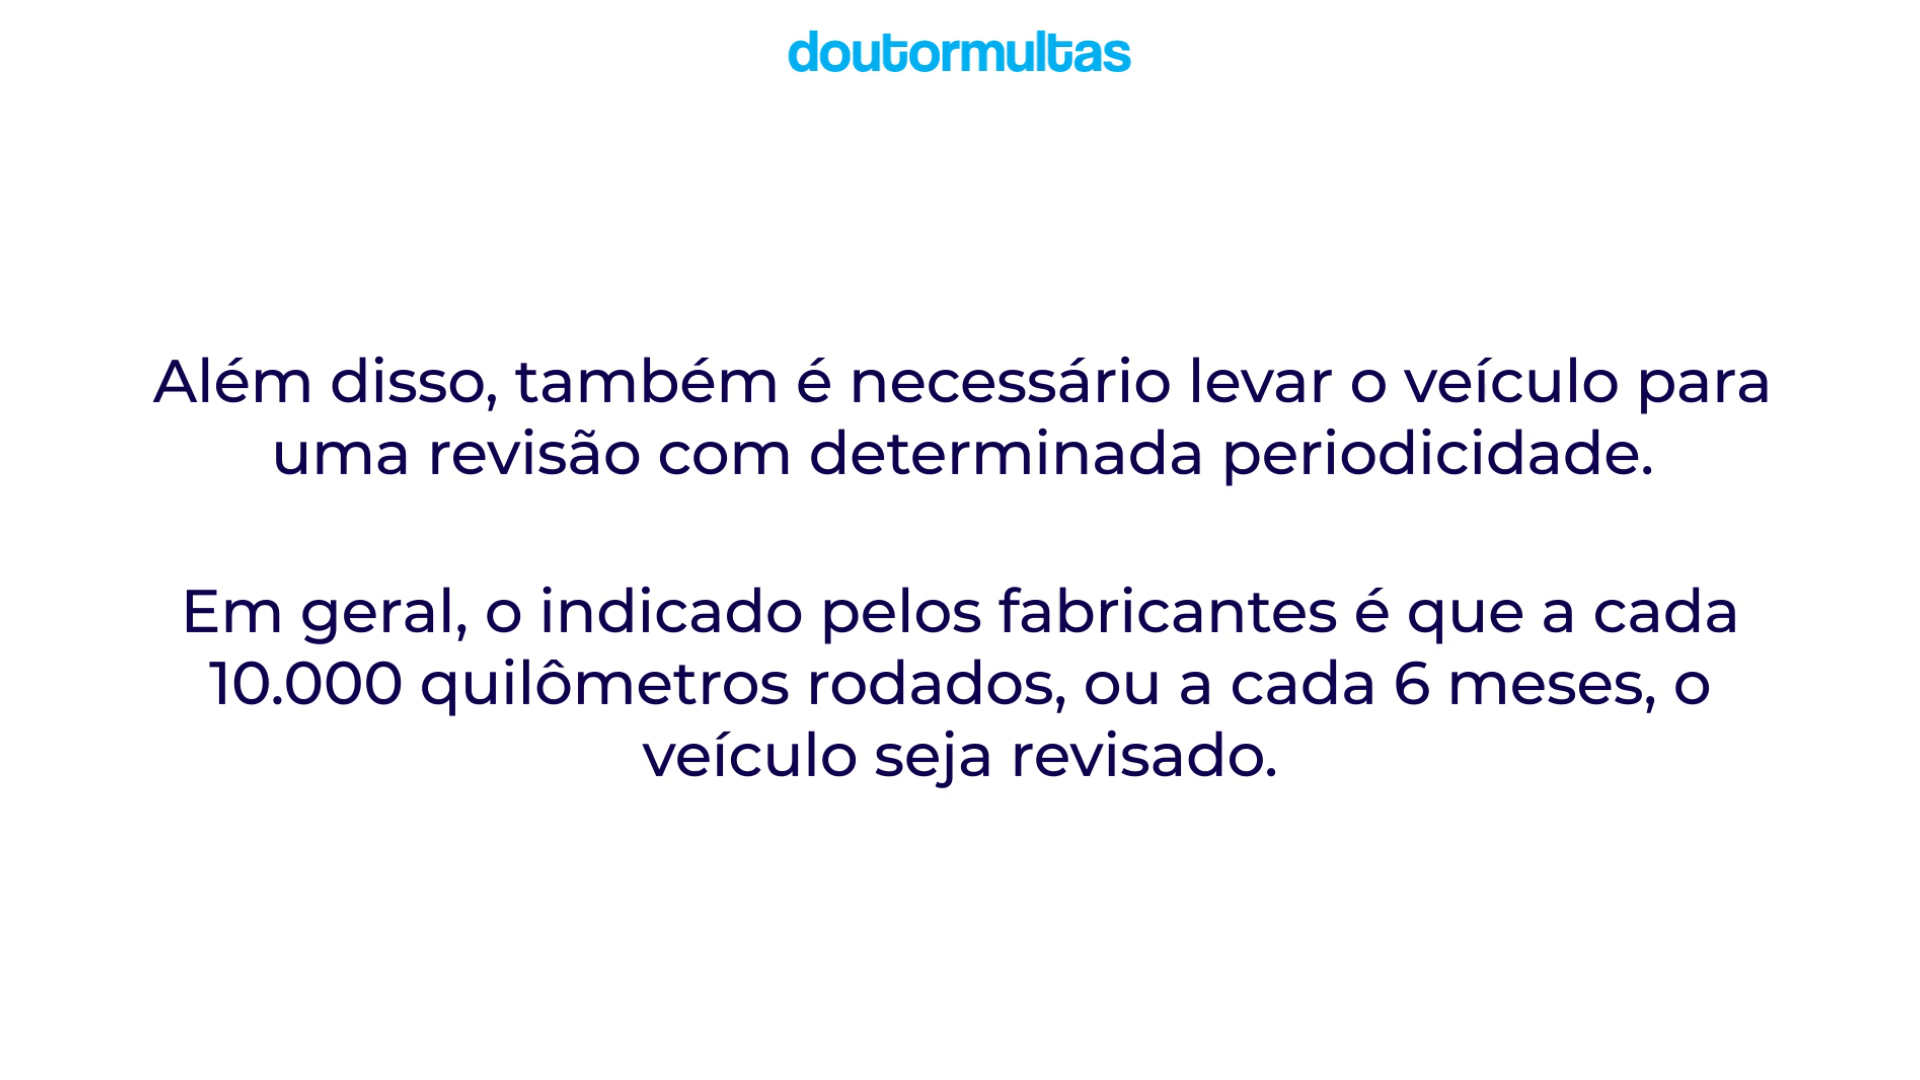 doutormultas
Além disso, também é necessário levar o veículo para
uma revisão com determinada periodicidade.
Em geral, o indicado pelos fabricantes é que a cada
10.000 quilômetros rodados, ou a cada 6 meses, o
veículo seja revisado.